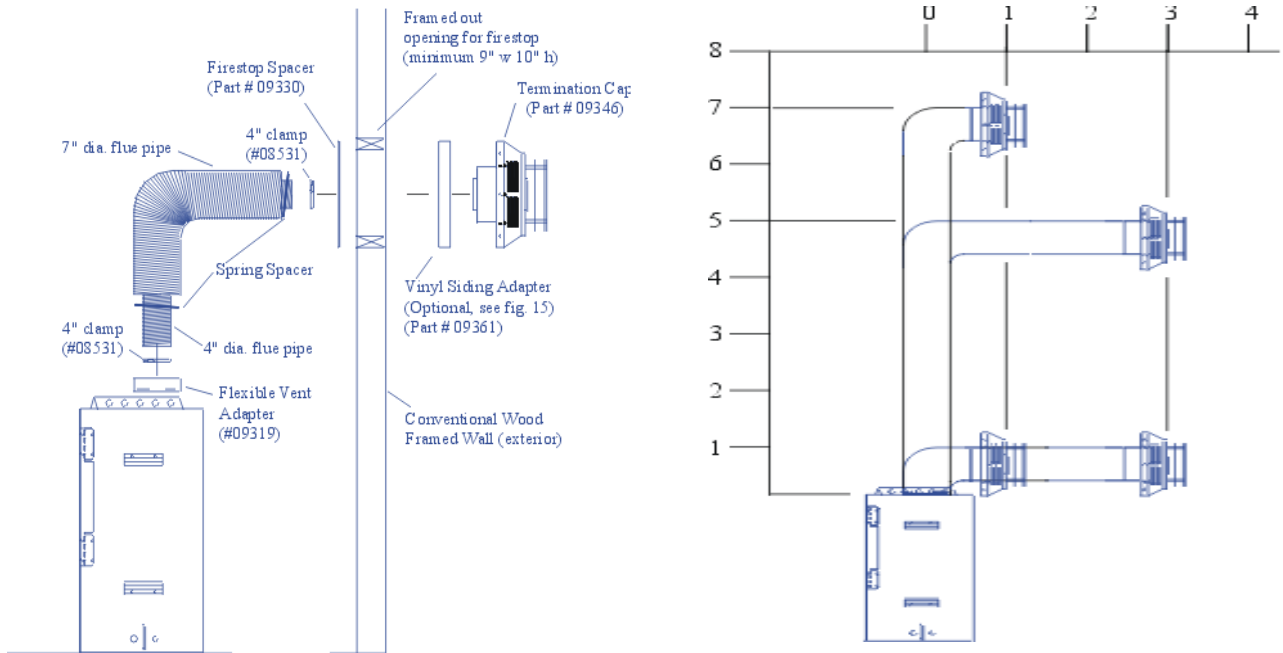 Framed out
opening for firestop
(minimum 9" w 10" h)
Firestop Spacer
(Part # 09330)
Termination Cap
(Part # 09346)
4" clamp
(#08531)
7" dia. flue pipe
Spring Spacer
Vinyl Siding Adapter
(Optional, see fig. 15)
(Part # 09361)
4" clamp
(#08531)
4" dia. flue pipe
Flexible Vent
Adapter
(#09319)
Conventional Wood
Framed Wall (exterior)
0 1 2 3 4
8
7
6
5
4
3
2
1